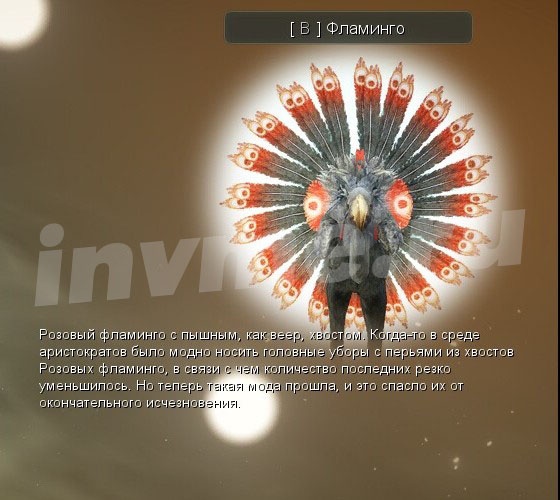 [ B ] Фламинго
Розовый фламинго с пышным, как веер, хвостом. Когда-то в среде
аристократов было модно носить головные уборы с перьями из хвостов
Розовых фламинго, в связи с чем количество последних резко
уменьшилось. Но теперь такая мода прошла, и это спасло их от
окончательного исчезновения.